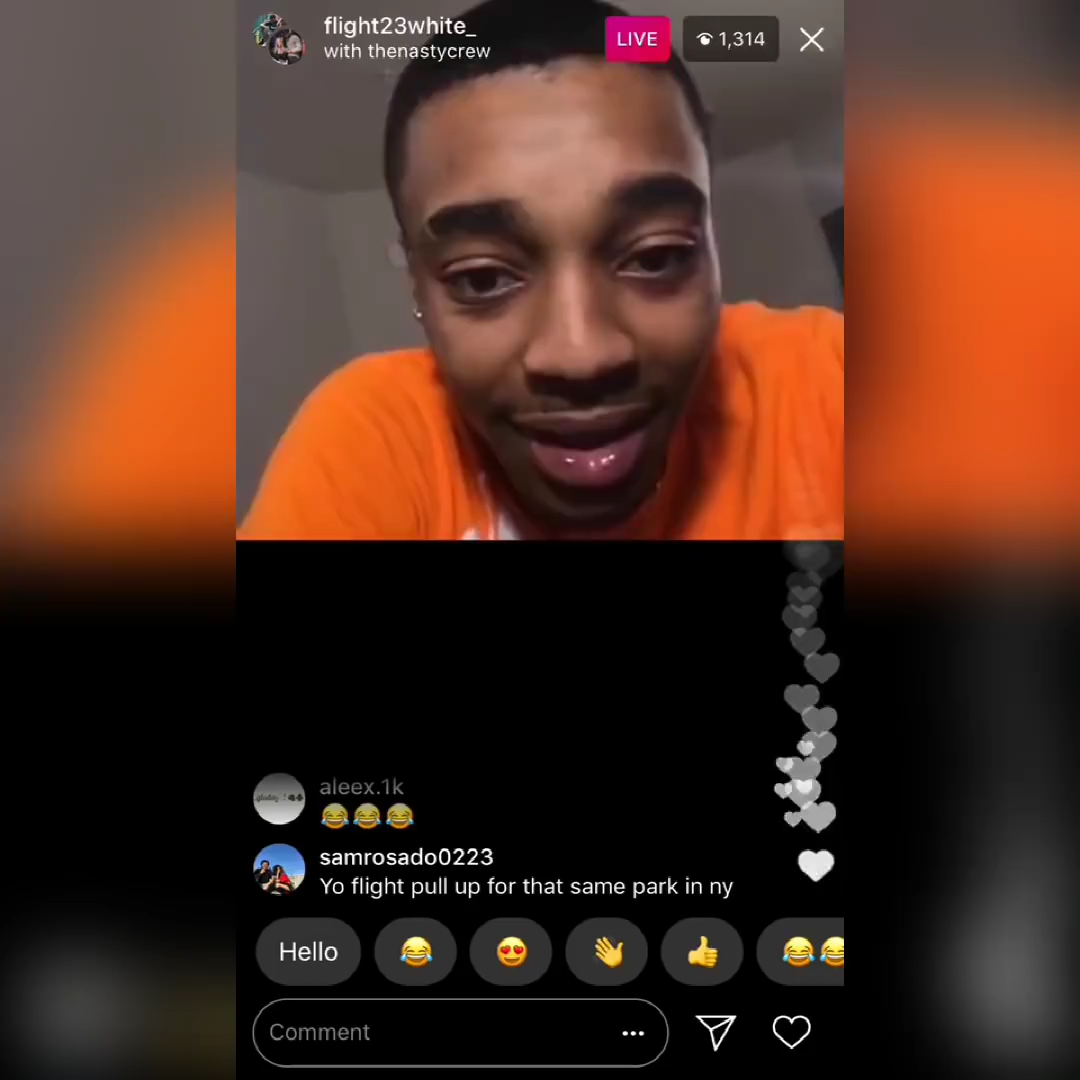 flight23white_
with thenastycrew
LIVE
1,314
aleex.1k
😂😂😂
samrosado0223
Yo flight pull up for that same park in ny
Hello
Comment